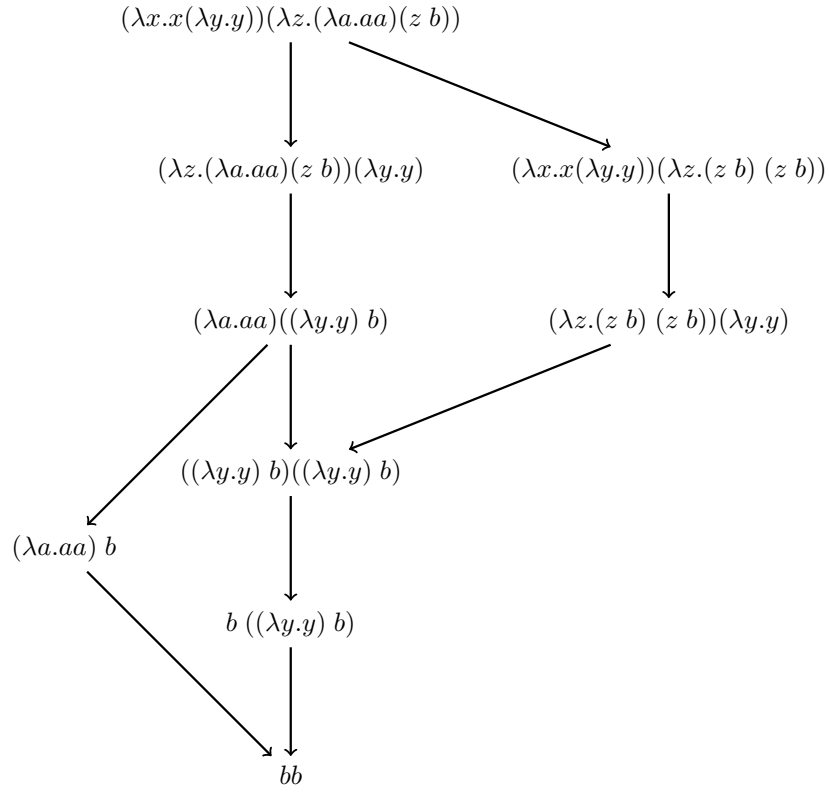 (λx.x(λy.y))(λz.(λa.aa)(z b))
(λz.(λa.aa)(z b))(λy.y)
(λx.x(λy.y))(λz.(z b) (z b))
(λa.aa)((λy.y) b)
(λz.(z b) (z b))(λy.y)
((λy.y) b)((λy.y) b)
(λa.aa) b
b ((λy.y) b)
bb